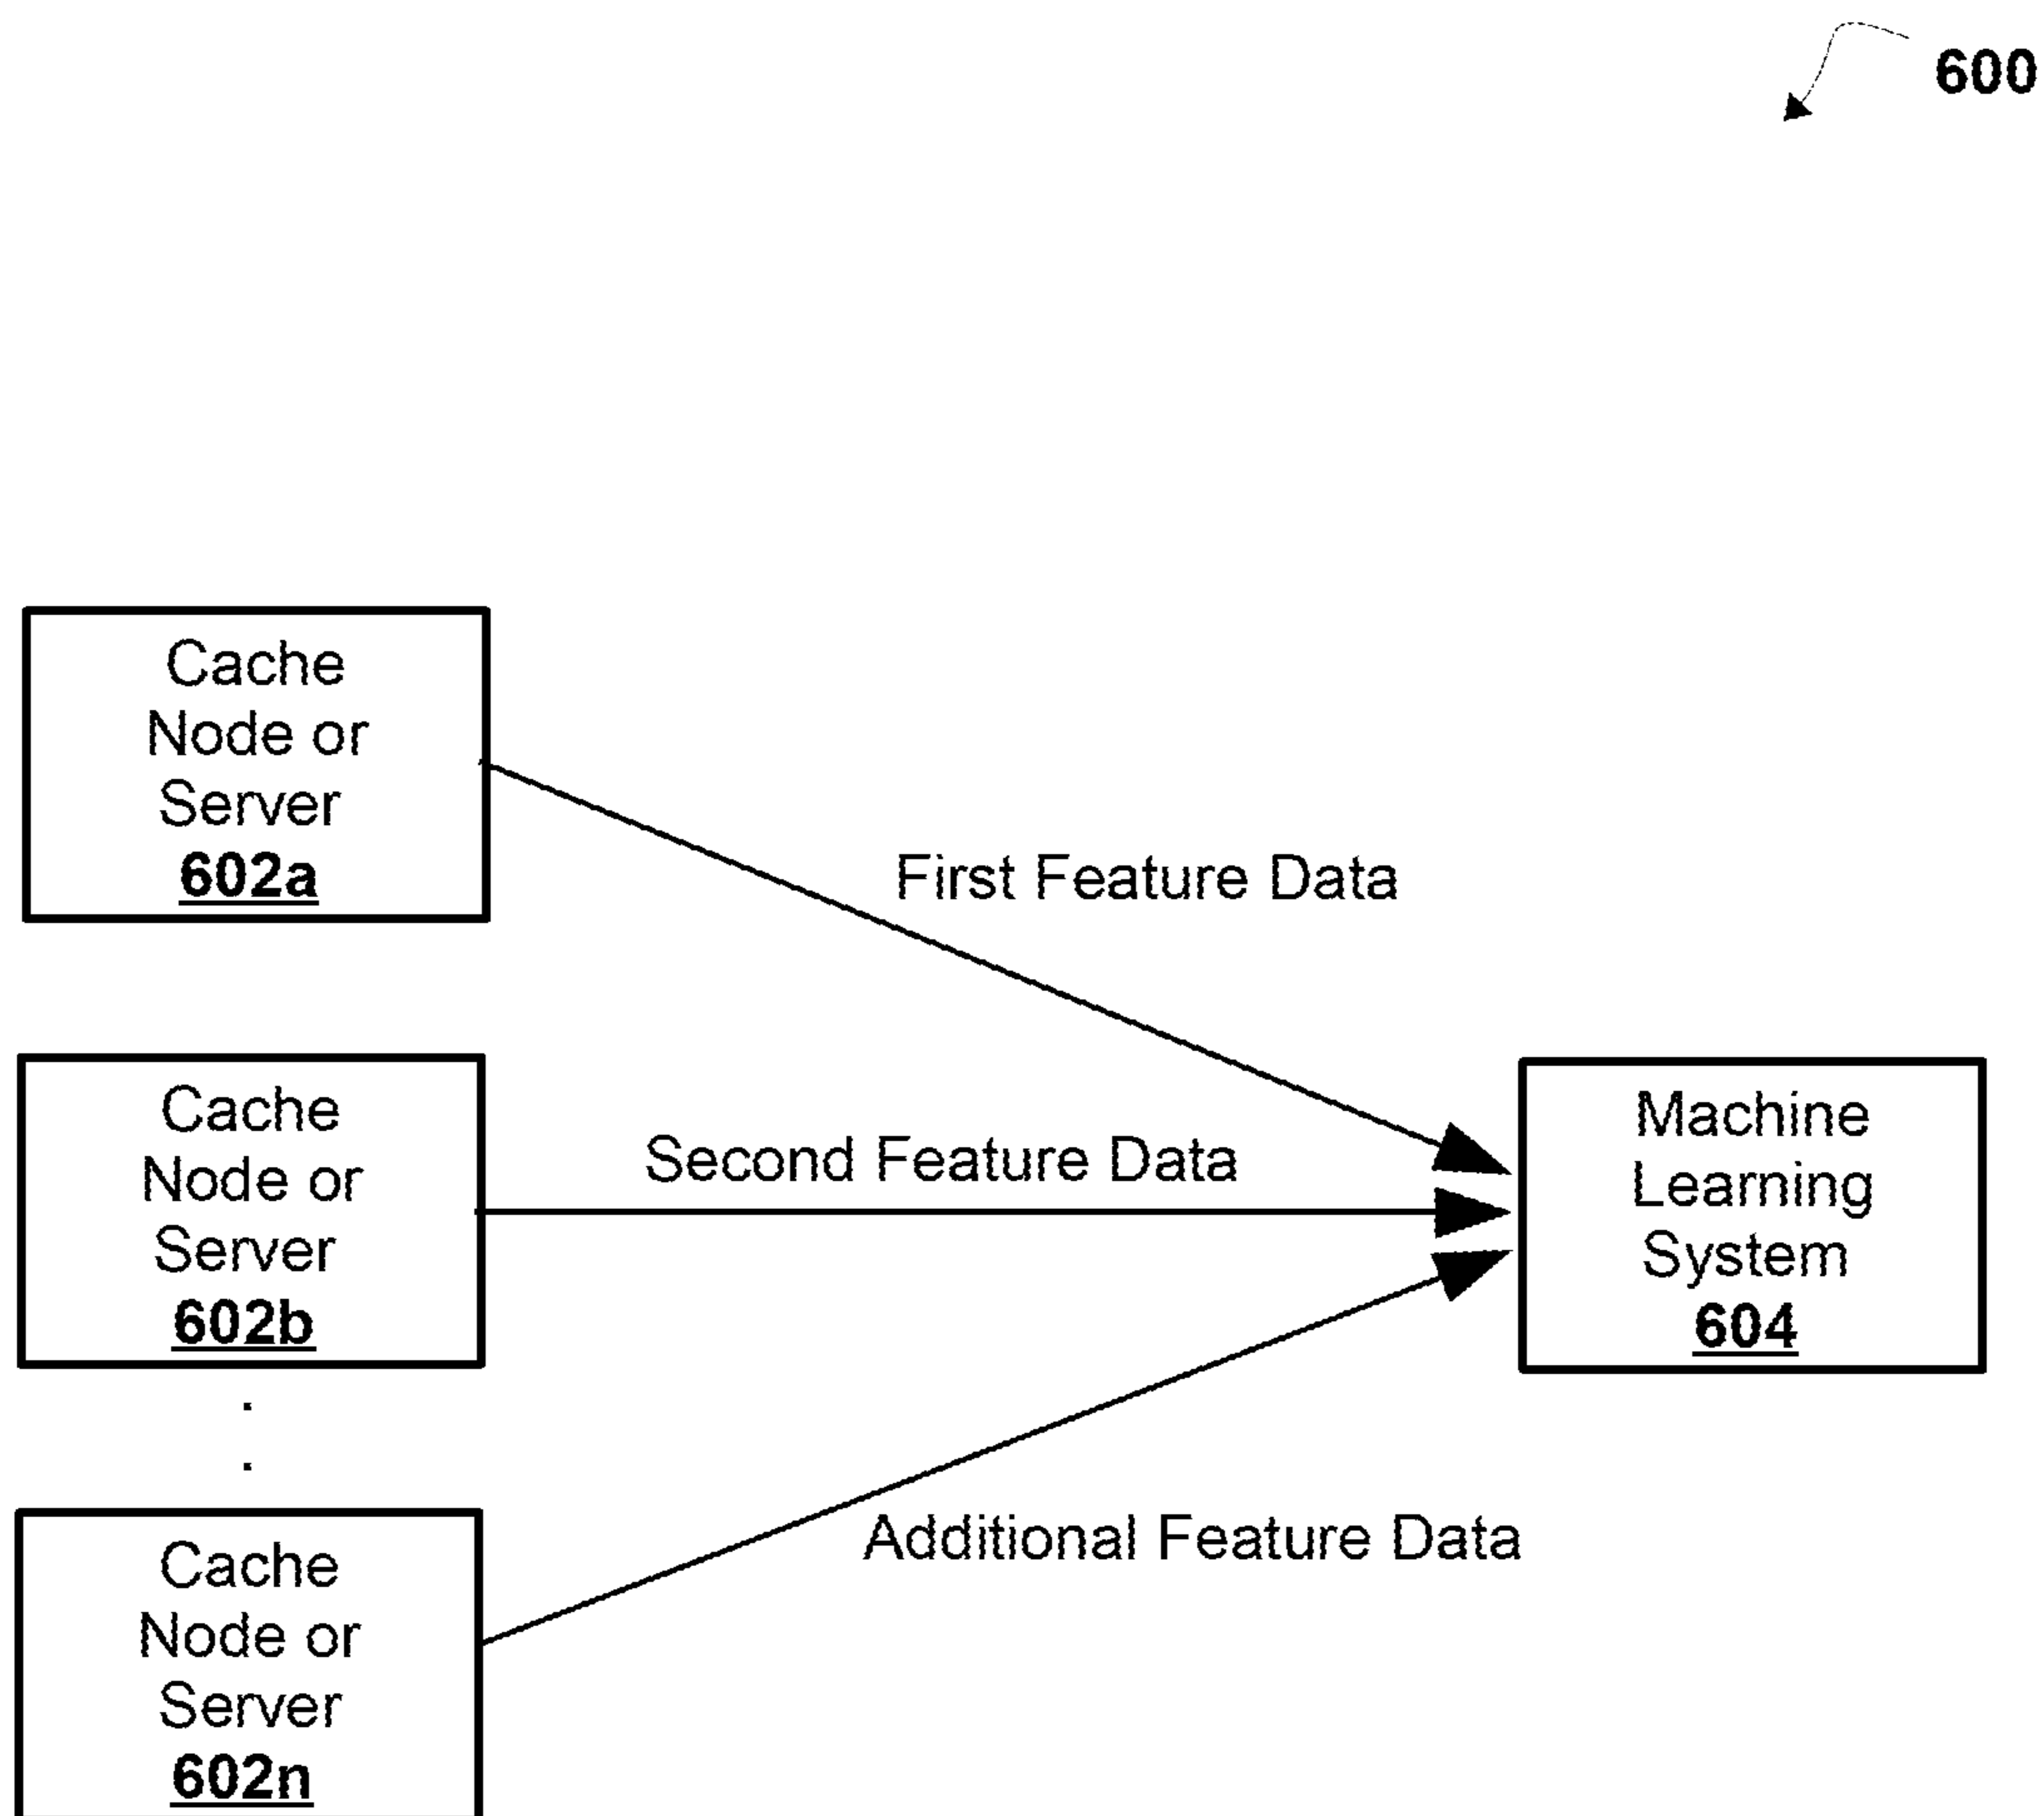 600
Cache
Node or
Server
602a
First Feature Data
Cache
Node or
Server
602b
Second Feature Data
Machine
Learning
System
604
.
.
Cache
Node or
Server
602n
Additional Feature Data